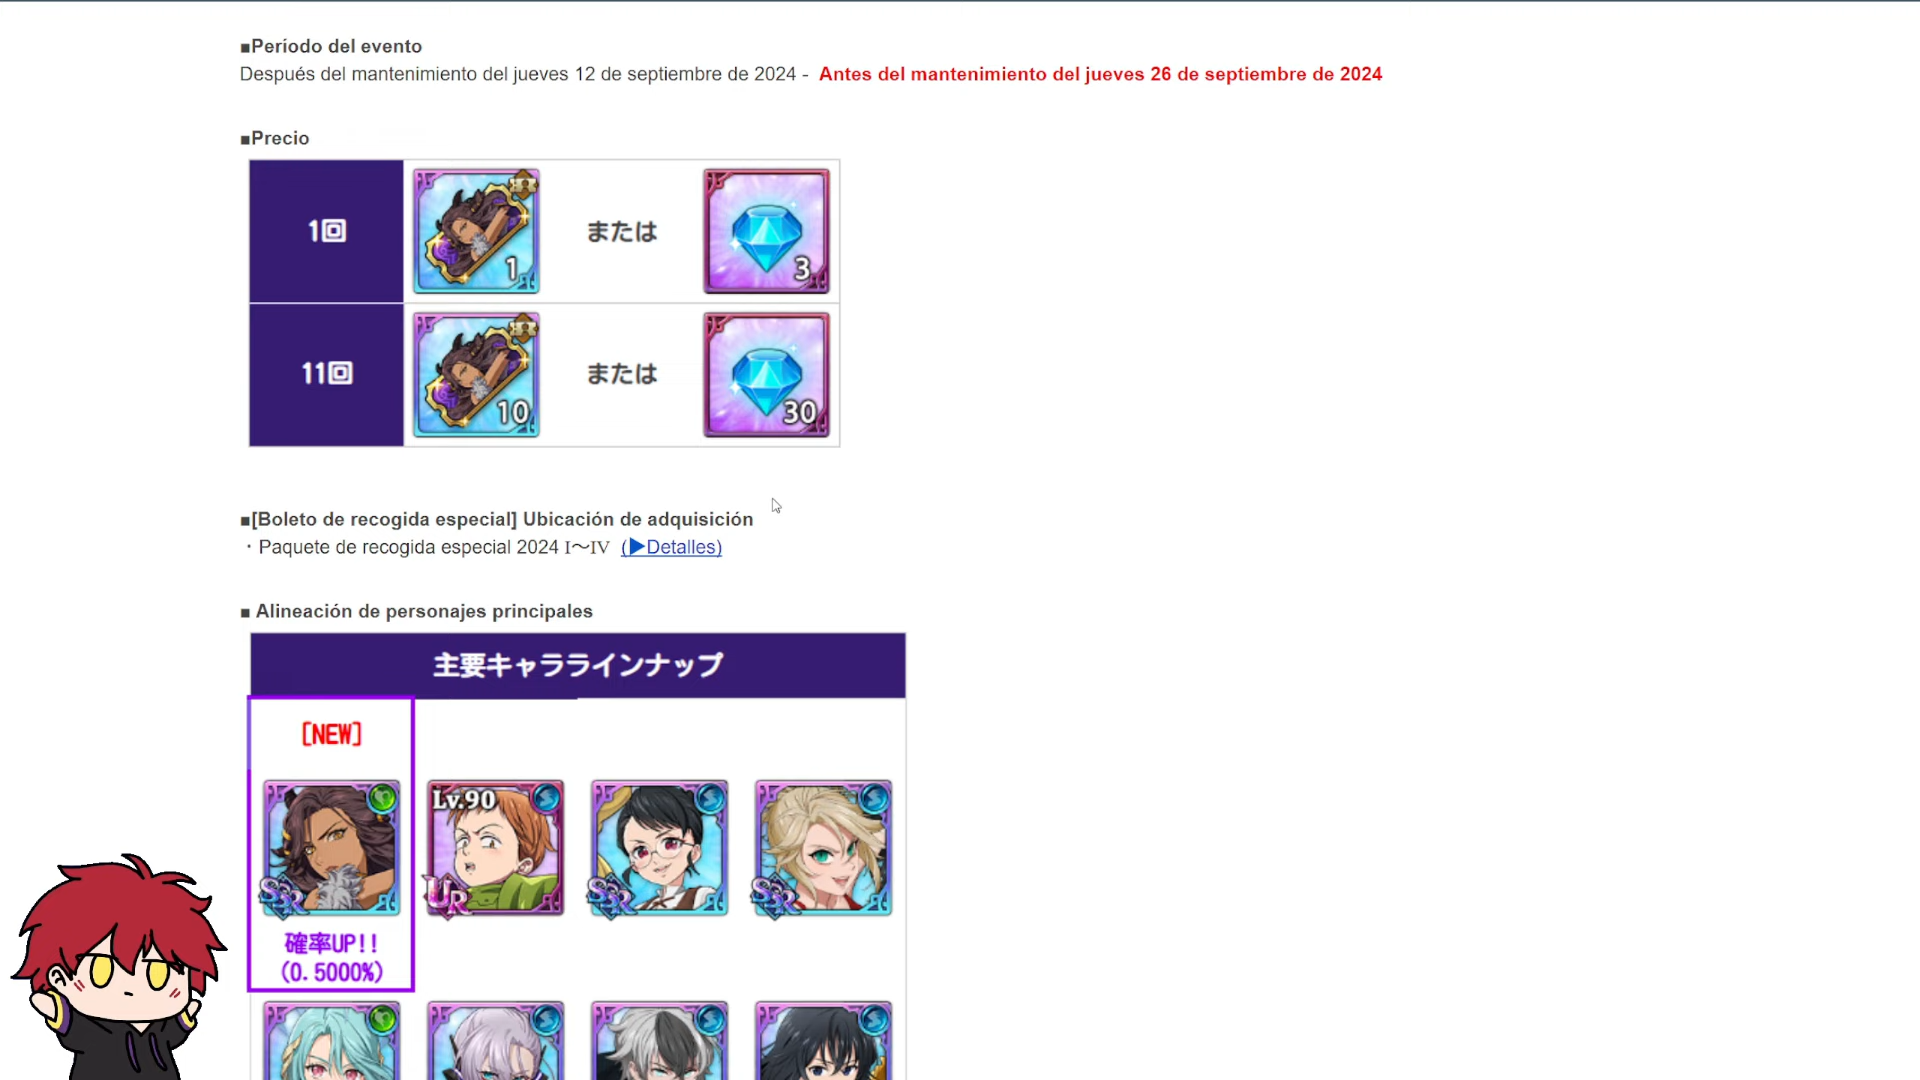 ■Período del evento
Después del mantenimiento del jueves 12 de septiembre de 2024 - Antes del mantenimiento del jueves 26 de septiembre de 2024
■Precio
1回 1 または 3
11回 10 または 30
■[Boleto de recogida especial] Ubicación de adquisición
・Paquete de recogida especial 2024 I～IV (▶Detalles)
■ Alineación de personajes principales
主要キャララインナップ
[NEW]
Lv.90
SSR UR SSR SSR
確率UP!!
(0.5000%)